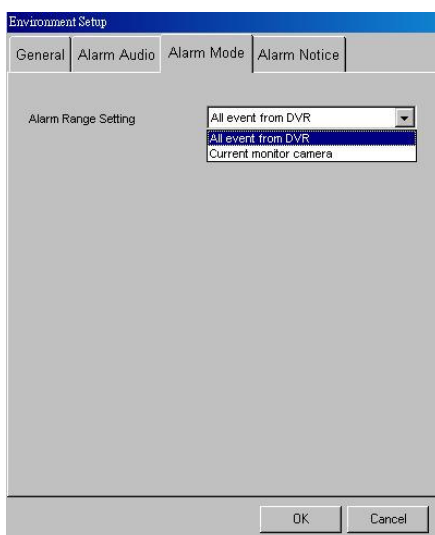 Environment Setup
General Alarm Audio Alarm Mode Alarm Notice
Alarm Range Setting All event from DVR
All event from DVR
Current monitor camera
OK Cancel